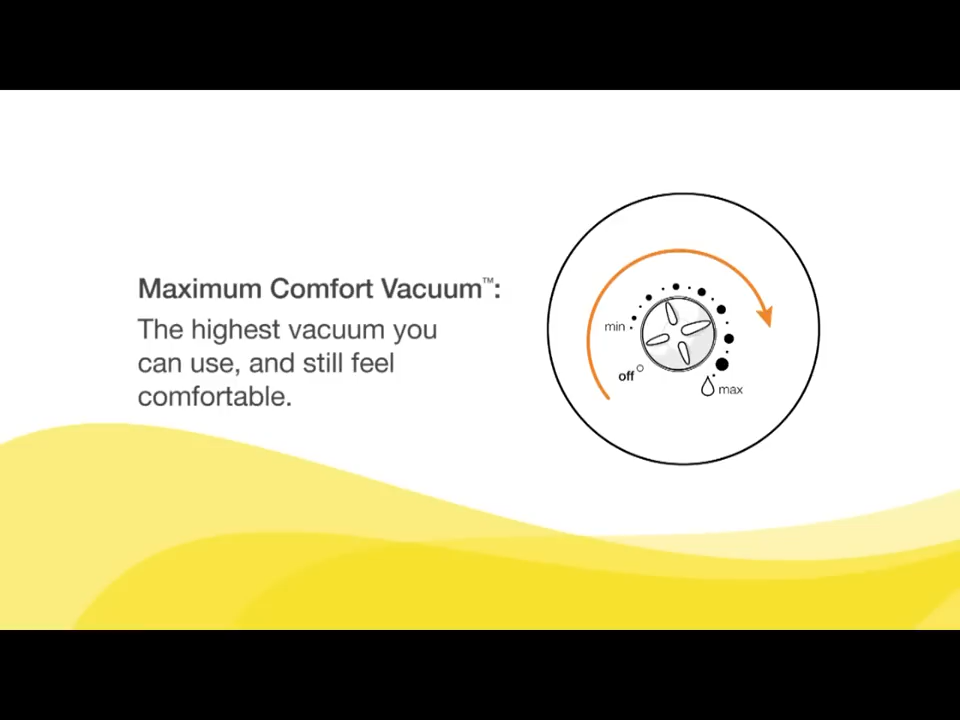 Maximum Comfort Vacuum™:
The highest vacuum you
can use, and still feel
comfortable.
min
off
max